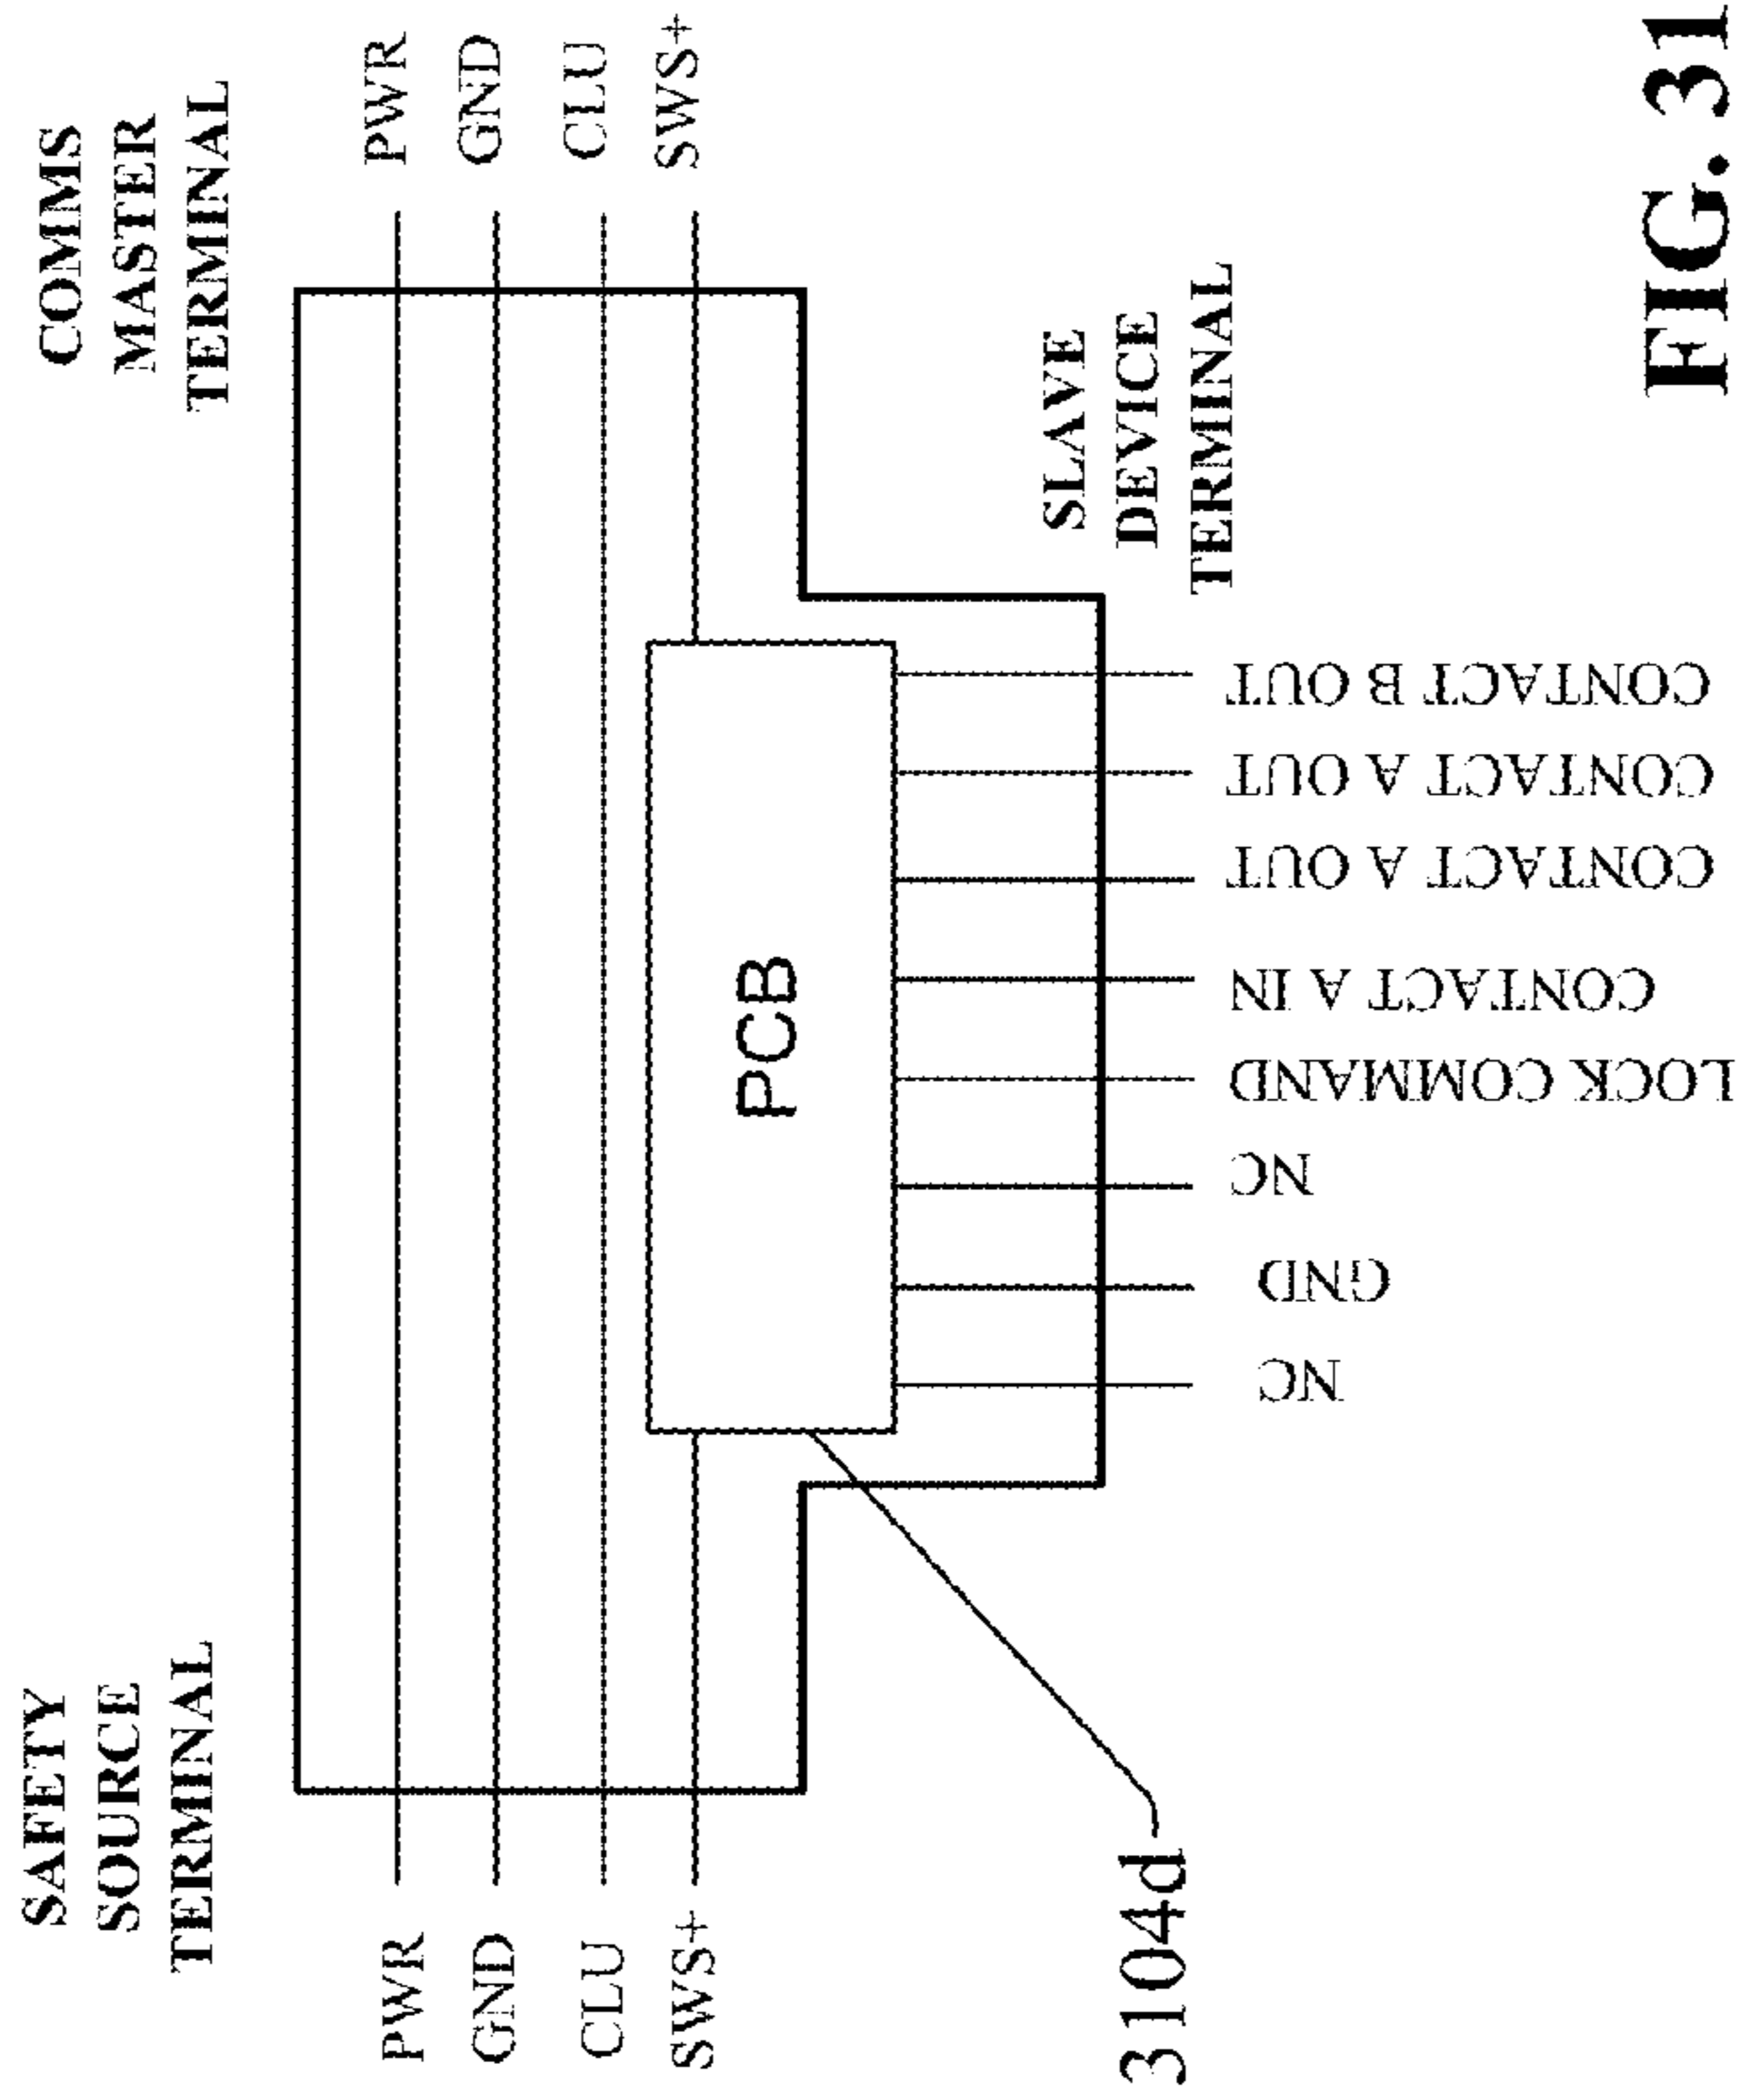 SAFETY
SOURCE
TERMINAL
COMMS
MASTER
TERMINAL
PWR
GND
CLU
SWS+
PWR
GND
CLU
SWS+
PCB
SLAVE
DEVICE
TERMINAL
NC
GND
NC
LOCK COMMAND
CONTACT A IN
CONTACT A OUT
CONTACT A OUT
CONTACT B OUT
3104d
FIG. 31